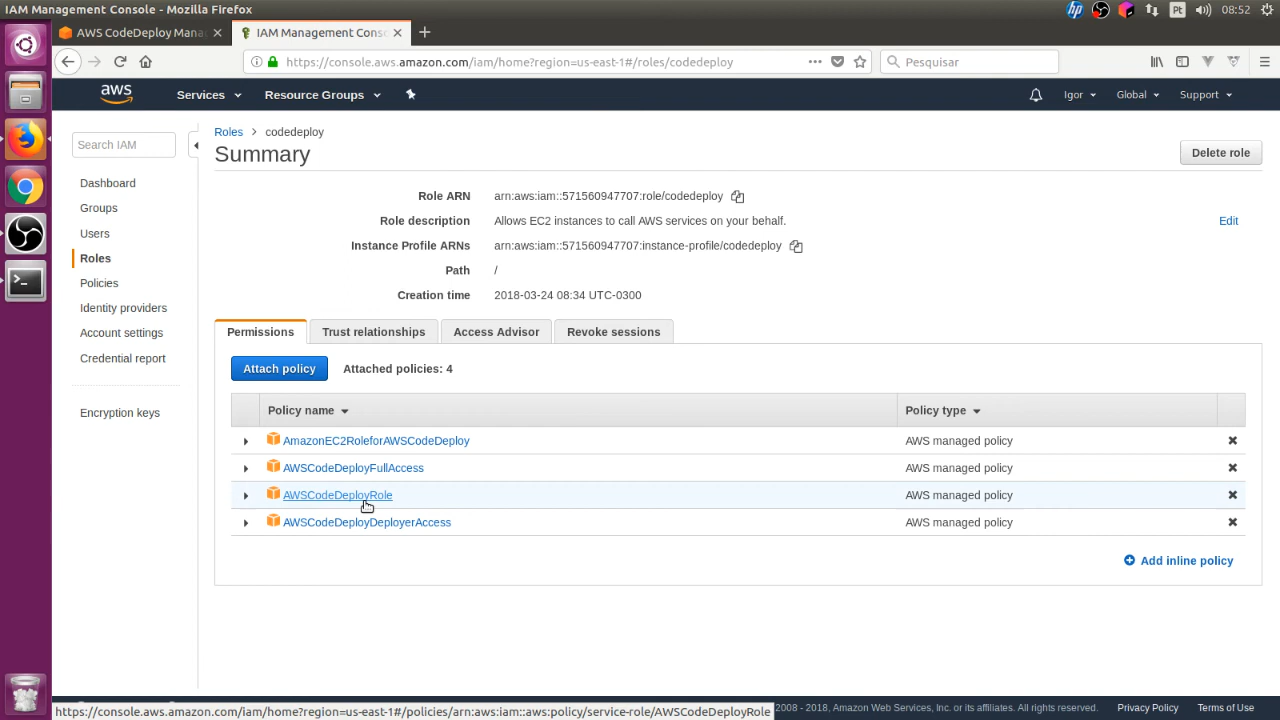 IAM Management Console - Mozilla Firefox
Pt
08:52
AWS CodeDeploy Mana
IAM Management Conso
https://console.aws.amazon.com/iam/home?region=us-east-1#/roles/codedeploy
Pesquisar
aws
Services
Resource Groups
Igor
Global
Support
Search IAM
Dashboard
Groups
Users
Roles
Policies
Identity providers
Account settings
Credential report
Encryption keys
Roles > codedeploy
Summary
Delete role
Role ARN arn:aws:iam::571560947707:role/codedeploy
Role description Allows EC2 instances to call AWS services on your behalf. Edit
Instance Profile ARNs arn:aws:iam::571560947707:instance-profile/codedeploy
Path /
Creation time 2018-03-24 08:34 UTC-0300
Permissions
Trust relationships
Access Advisor
Revoke sessions
Attach policy
Attached policies: 4
Policy name
Policy type
AmazonEC2RoleforAWSCodeDeploy AWS managed policy
AWSCodeDeployFullAccess AWS managed policy
AWSCodeDeployRole AWS managed policy
AWSCodeDeployDeployerAccess AWS managed policy
Add inline policy
https://console.aws.amazon.com/iam/home?region=us-east-1#/policies/arn:aws:iam::aws:policy/service-role/AWSCodeDeployRole
2008 - 2018, Amazon Web Services, Inc. or its affiliates. All rights reserved.
Privacy Policy
Terms of Use